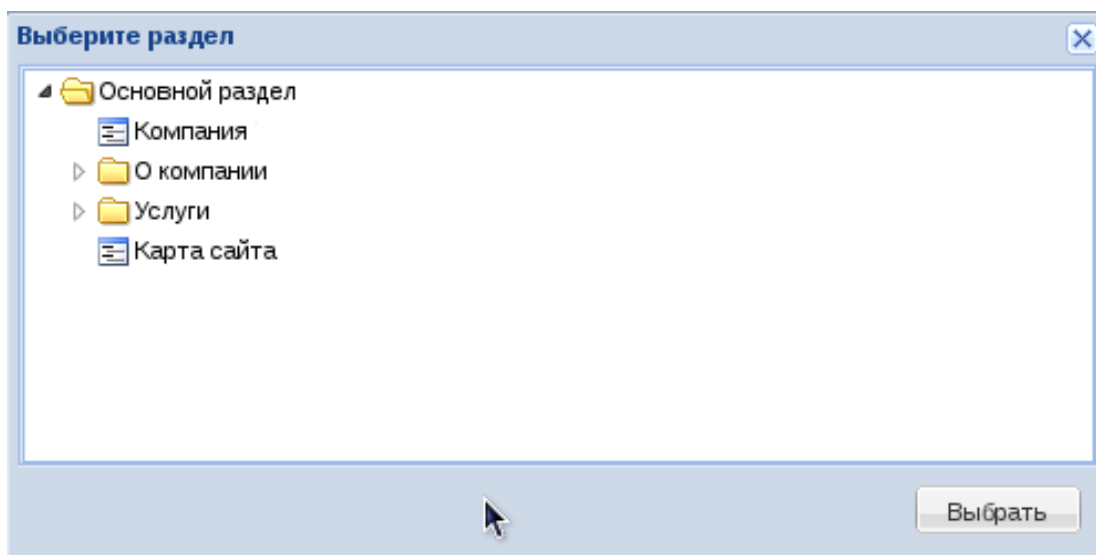 Выберите раздел
Основной раздел
Компания
О компании
Услуги
Карта сайта
Выбрать